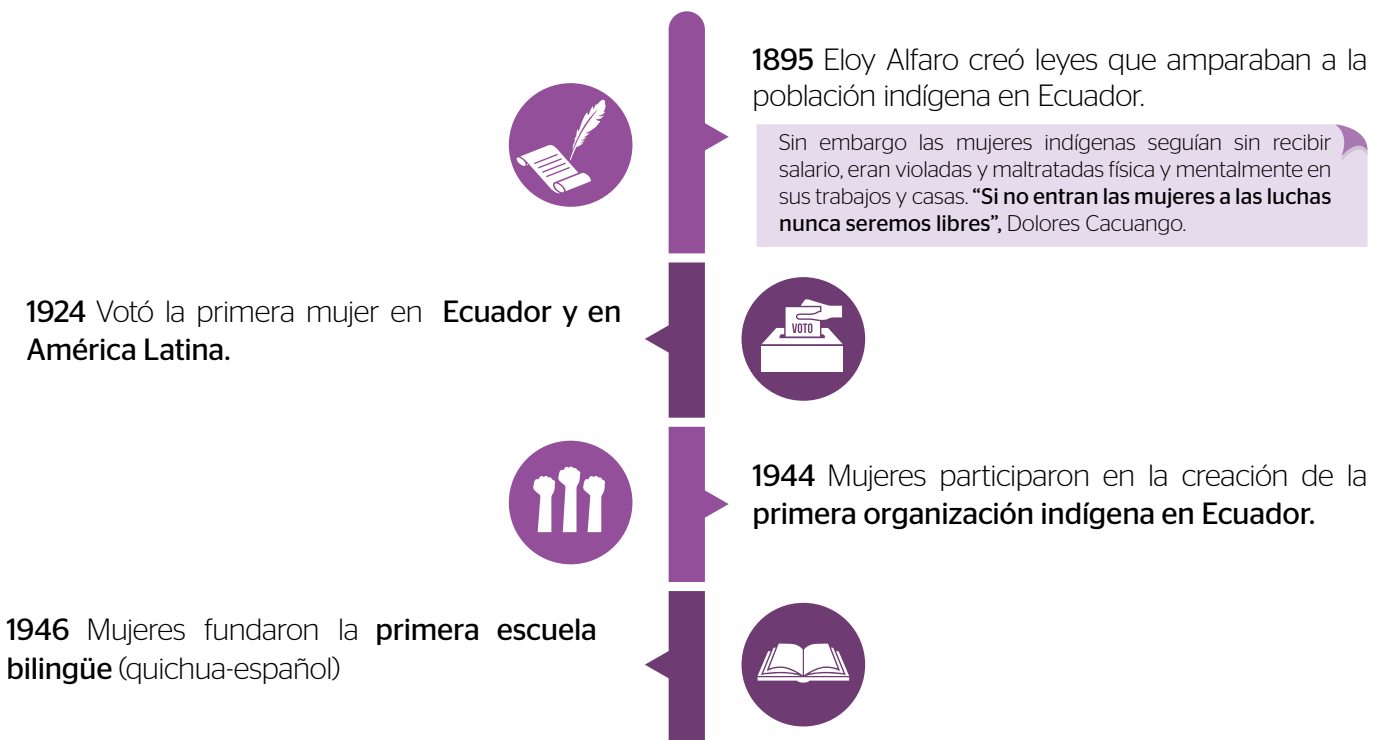 1895 Eloy Alfaro creó leyes que amparaban a la
población indígena en Ecuador.
Sin embargo las mujeres indígenas seguían sin recibir
salario, eran violadas y maltratadas física y mentalmente en
sus trabajos y casas. “Si no entran las mujeres a las luchas
nunca seremos libres”, Dolores Cacuango.
1924 Votó la primera mujer en Ecuador y en
América Latina.
VOTO
1944 Mujeres participaron en la creación de la
primera organización indígena en Ecuador.
1946 Mujeres fundaron la primera escuela
bilingüe (quichua-español)